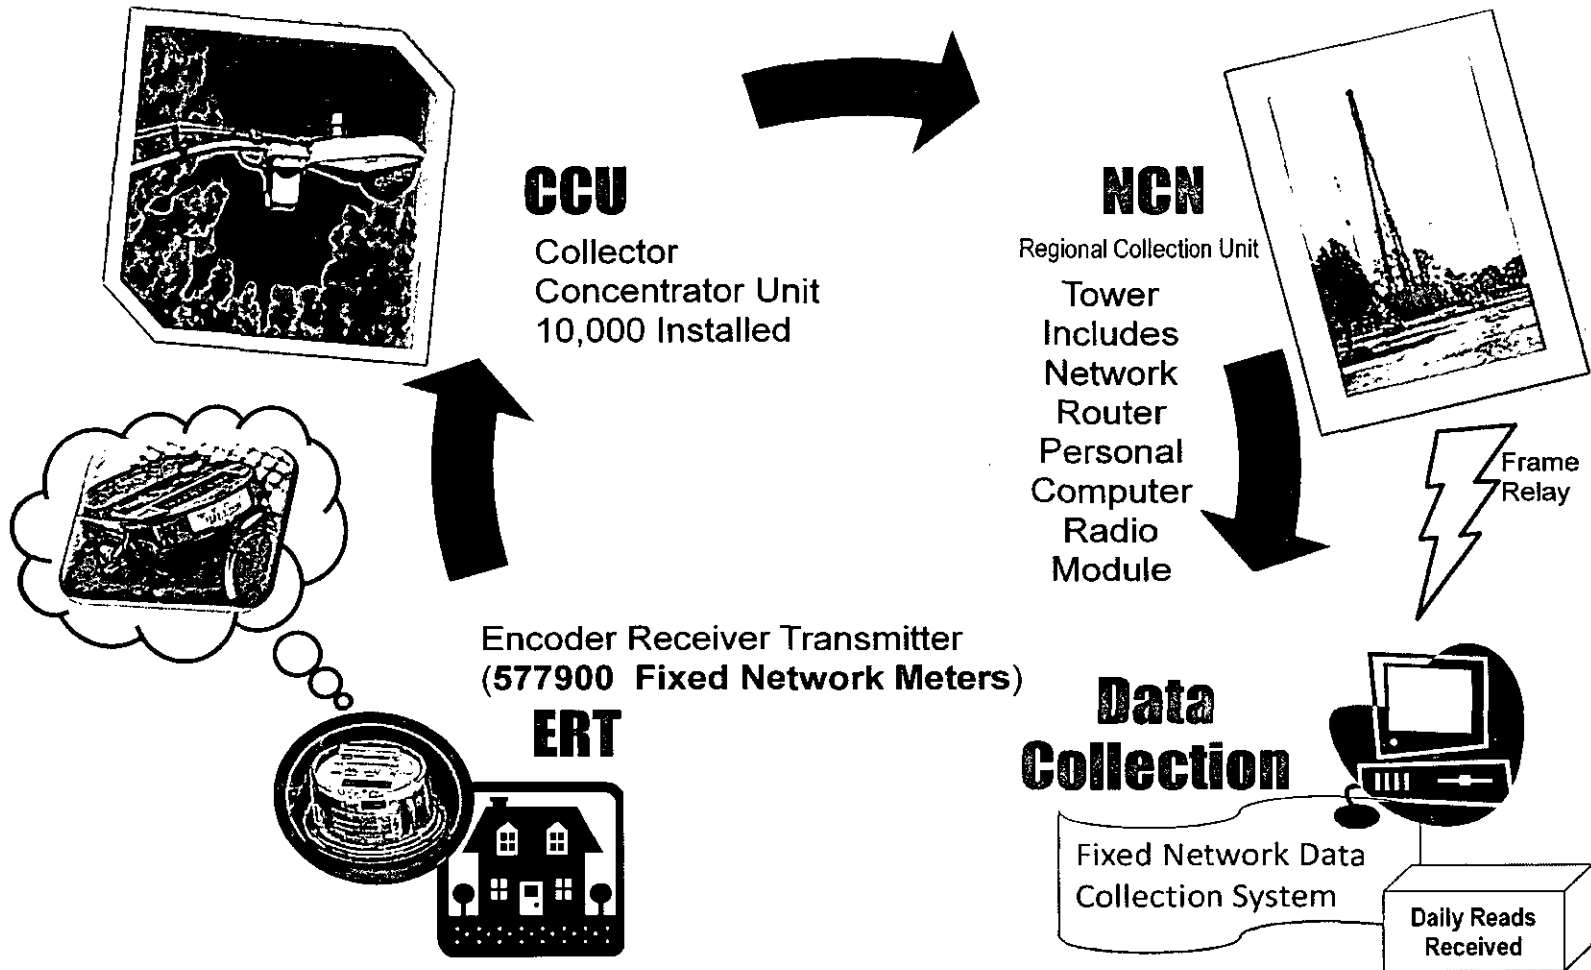 CCU
Collector
Concentrator Unit
10,000 Installed
NCN
Regional Collection Unit
Tower
Includes
Network
Router
Personal
Computer
Radio
Module
Frame
Relay
Encoder Receiver Transmitter
(577900 Fixed Network Meters)
ERT
Data
Collection
Fixed Network Data
Collection System
Daily Reads
Received